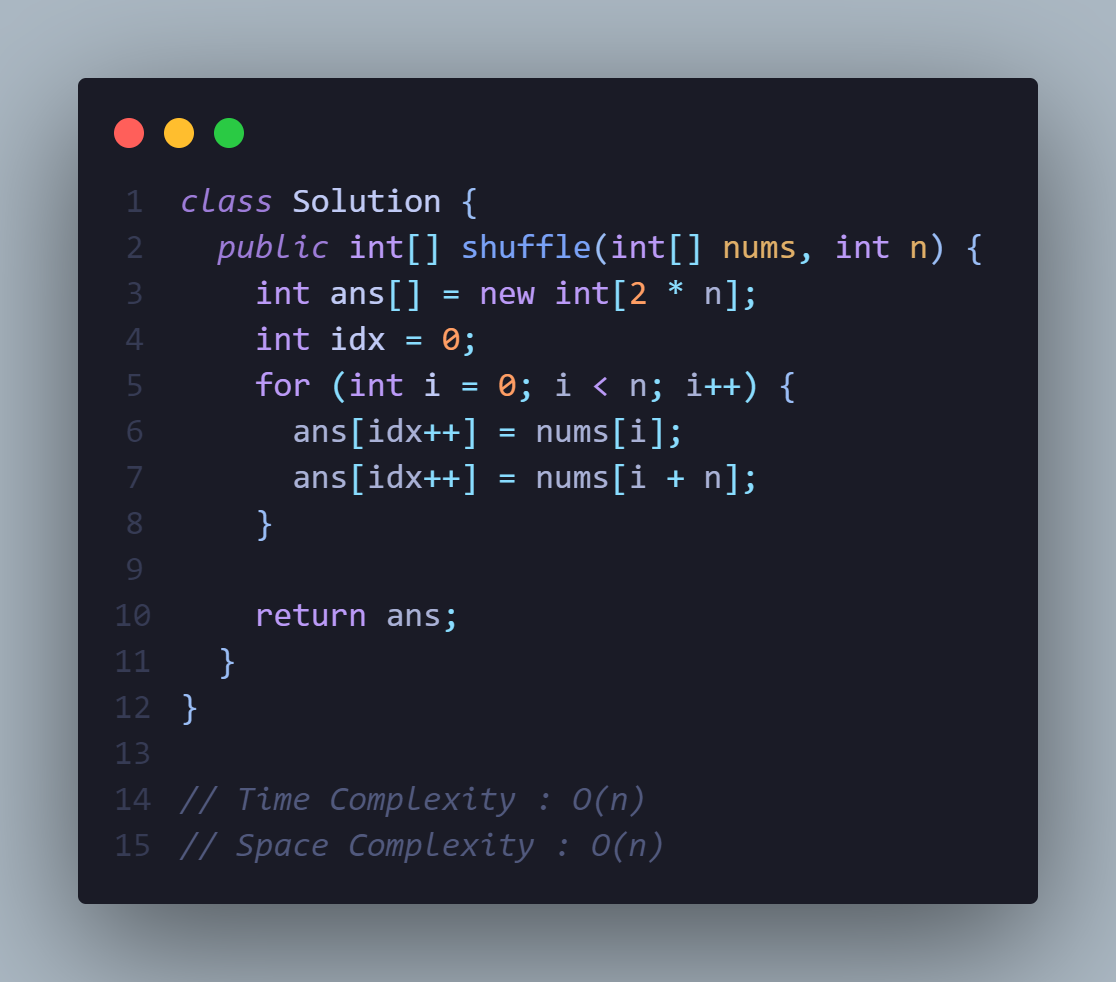 1 class Solution {
2   public int[] shuffle(int[] nums, int n) {
3     int ans[] = new int[2 * n];
4     int idx = 0;
5     for (int i = 0; i < n; i++) {
6       ans[idx++] = nums[i];
7       ans[idx++] = nums[i + n];
8     }
9
10     return ans;
11   }
12 }
13
14 // Time Complexity : O(n)
15 // Space Complexity : O(n)